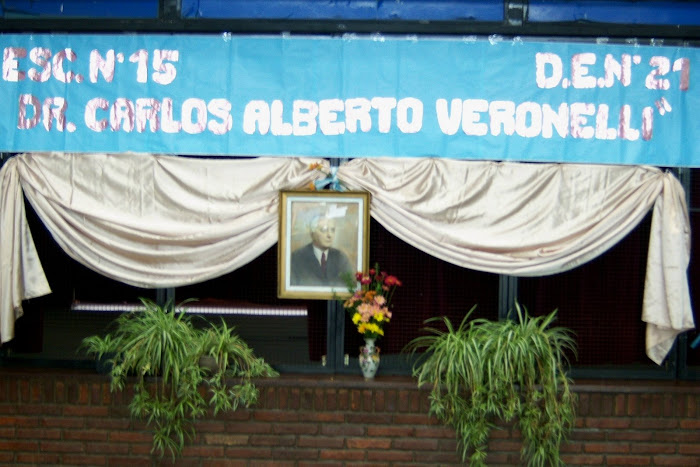 ESC. N° 15 D.E. N° 21
DR. CARLOS ALBERTO VERONELLI"